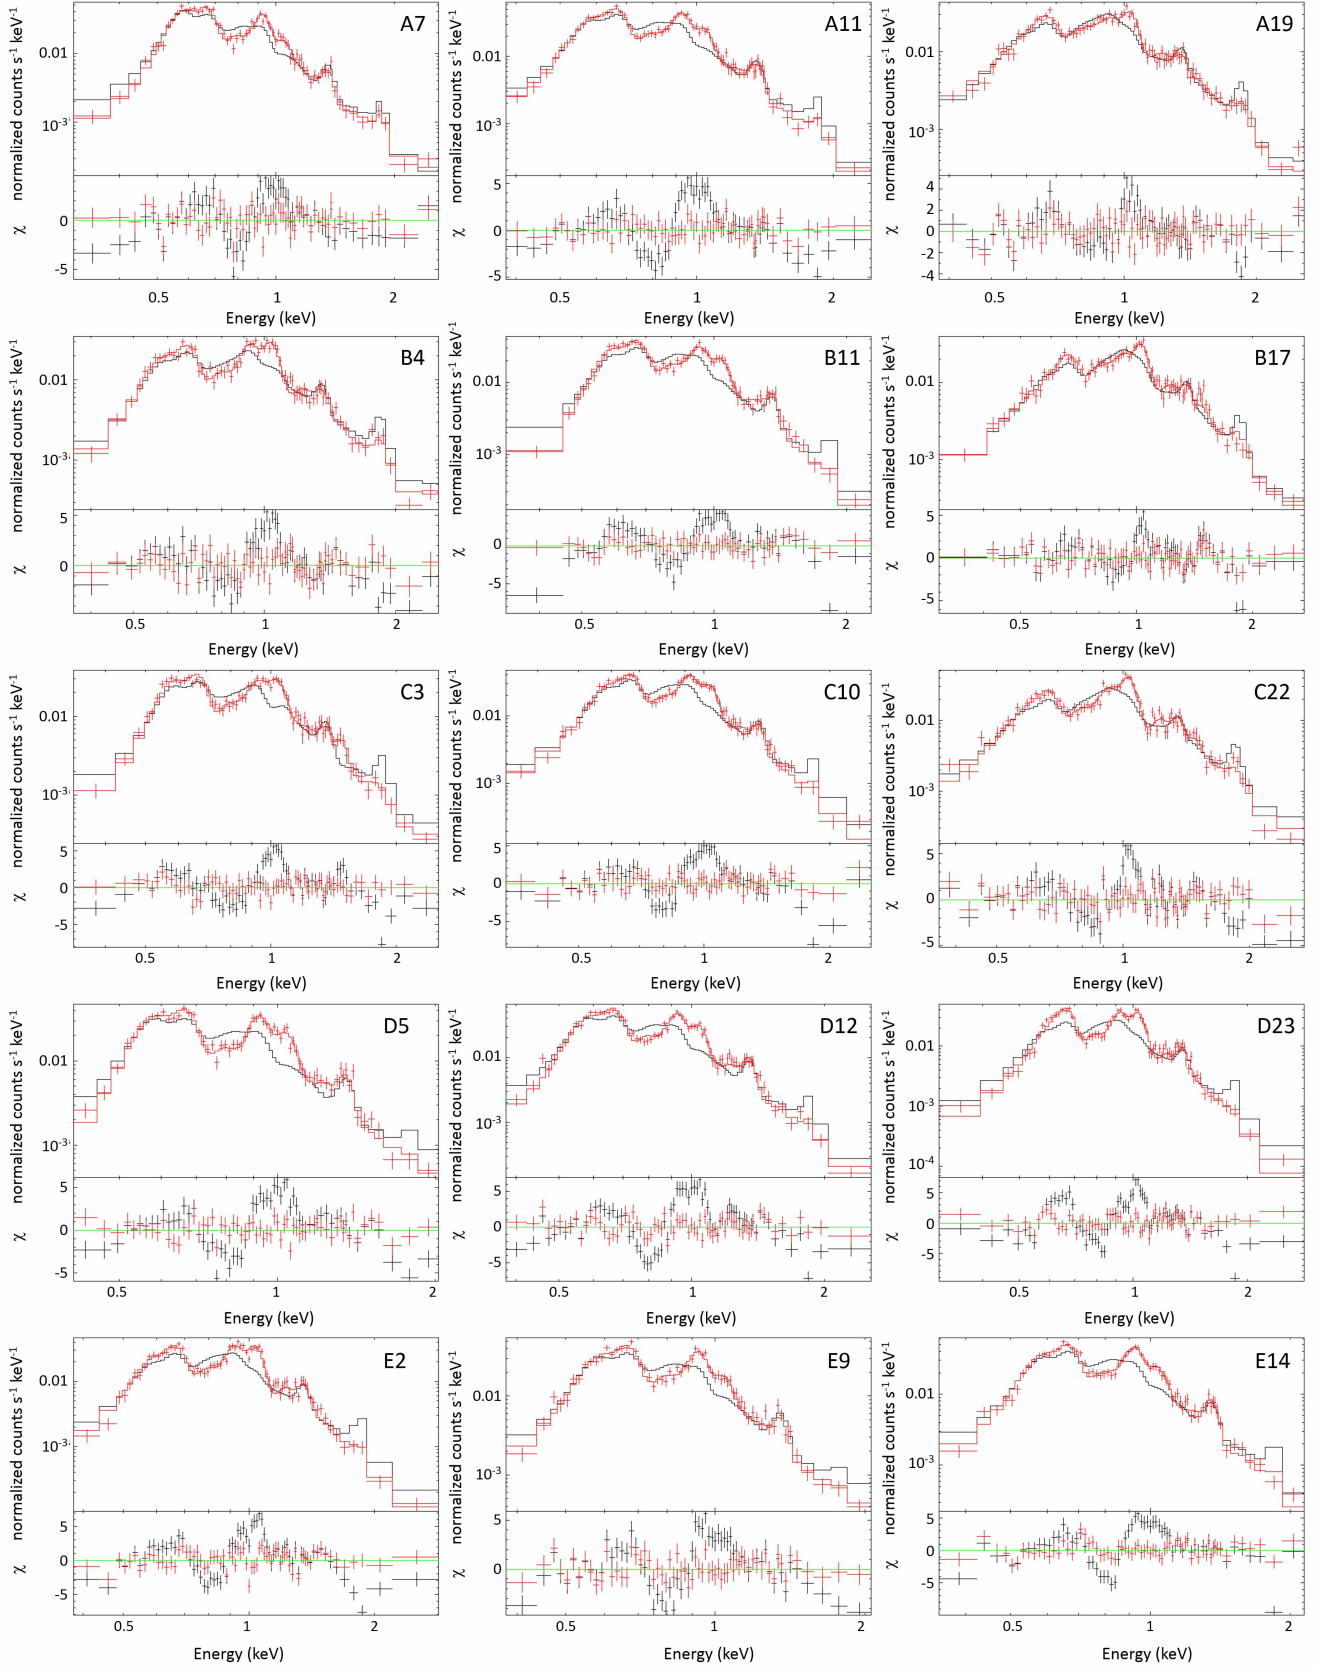 A7
normalized counts s⁻¹ keV⁻¹
0.01
10⁻³
χ
0
-5
0.5 1 2
Energy (keV)
A11
normalized counts s⁻¹ keV⁻¹
0.01
10⁻³
χ
5
0
-5
0.5 1 2
Energy (keV)
A19
normalized counts s⁻¹ keV⁻¹
0.01
10⁻³
χ
4
2
0
-2
-4
0.5 1 2
Energy (keV)
B4
normalized counts s⁻¹ keV⁻¹
0.01
10⁻³
χ
5
0
0.5 1 2
Energy (keV)
B11
normalized counts s⁻¹ keV⁻¹
0.01
10⁻³
χ
0
-5
0.5 1 2
Energy (keV)
B17
normalized counts s⁻¹ keV⁻¹
0.01
10⁻³
χ
5
0
-5
0.5 1 2
Energy (keV)
C3
normalized counts s⁻¹ keV⁻¹
0.01
10⁻³
χ
5
0
-5
0.5 1 2
Energy (keV)
C10
normalized counts s⁻¹ keV⁻¹
0.01
10⁻³
χ
5
0
-5
0.5 1 2
Energy (keV)
C22
normalized counts s⁻¹ keV⁻¹
0.01
10⁻³
χ
5
0
-5
0.5 1 2
Energy (keV)
D5
normalized counts s⁻¹ keV⁻¹
0.01
10⁻³
χ
5
0
-5
0.5 1 2
Energy (keV)
D12
normalized counts s⁻¹ keV⁻¹
0.01
10⁻³
χ
5
0
-5
0.5 1 2
Energy (keV)
D23
normalized counts s⁻¹ keV⁻¹
0.01
10⁻³
10⁻⁴
χ
5
0
-5
0.5 1 2
Energy (keV)
E2
normalized counts s⁻¹ keV⁻¹
0.01
10⁻³
χ
5
0
-5
0.5 1 2
Energy (keV)
E9
normalized counts s⁻¹ keV⁻¹
0.01
10⁻³
χ
5
0
0.5 1 2
Energy (keV)
E14
normalized counts s⁻¹ keV⁻¹
0.01
10⁻³
χ
5
0
-5
0.5 1 2
Energy (keV)